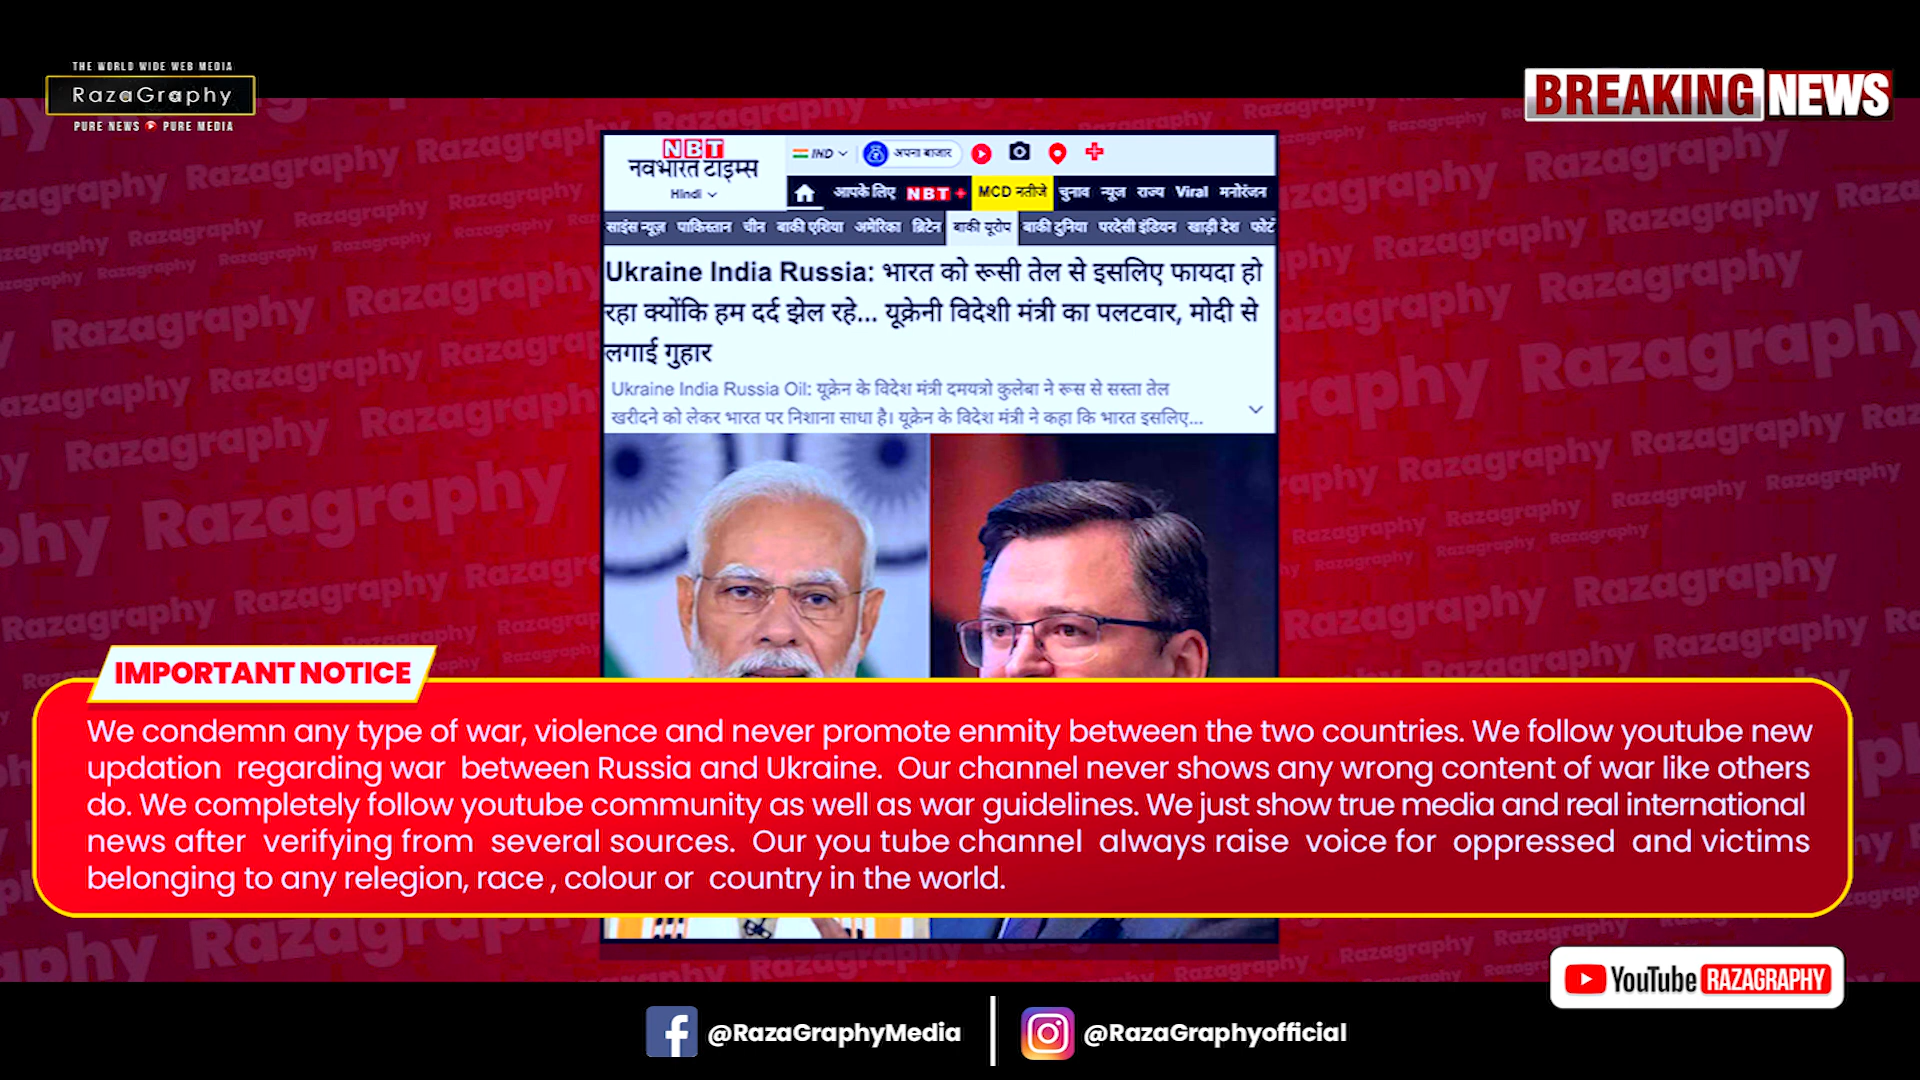 THE WORLD WIDE WEB MEDIA
RazaGraphy
PURE NEWS PURE MEDIA
BREAKING NEWS
NBT
नवभारत टाइम्स
Hindi
IND अपना बाजार
आपके लिए NBT+ MCD नतीजे चुनाव न्यूज राज्य Viral मनोरंजन
साइंस न्यूज़ पाकिस्तान चीन बाकी एशिया अमेरिका ब्रिटेन बाकी यूरोप बाकी दुनिया परदेसी इंडियन खाड़ी देश
Ukraine India Russia: भारत को रूसी तेल से इसलिए फायदा हो
रहा क्योंकि हम दर्द झेल रहे... यूक्रेनी विदेशी मंत्री का पलटवार, मोदी से
लगाई गुहार
Ukraine India Russia Oil: यूक्रेन के विदेश मंत्री दमयत्रो कुलेबा ने रूस से सस्ता तेल
खरीदने को लेकर भारत पर निशाना साधा है। यूक्रेन के विदेश मंत्री ने कहा कि भारत इसलिए...
IMPORTANT NOTICE
We condemn any type of war, violence and never promote enmity between the two countries. We follow youtube new
updation regarding war between Russia and Ukraine. Our channel never shows any wrong content of war like others
do. We completely follow youtube community as well as war guidelines. We just show true media and real international
news after verifying from several sources. Our you tube channel always raise voice for oppressed and victims
belonging to any relegion, race , colour or country in the world.
YouTube RAZAGRAPHY
@RazaGraphyMedia
@RazaGraphyofficial